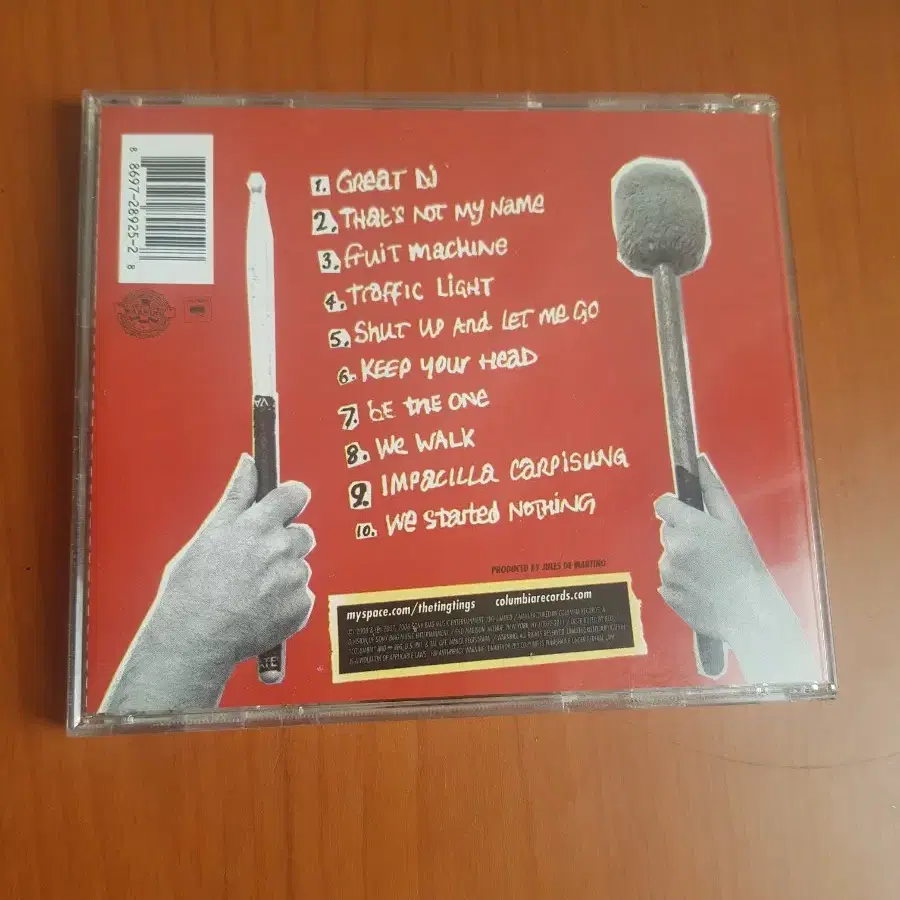 8 8697-28925-2 8
1. GREAT DJ
2. THAT'S NOT MY NAME
3. FRUIT MACHINE
4. TRAFFIC LIGHT
5. SHUT UP AND LET ME GO
6. KEEP YOUR HEAD
7. BE THE ONE
8. WE WALK
9. IMPACILLA CARPISUNG
10. WE STARTED NOTHING
PRODUCED BY JULES DE MARTINO
myspace.com/thetingtings columbiarecords.com
VA
ATE